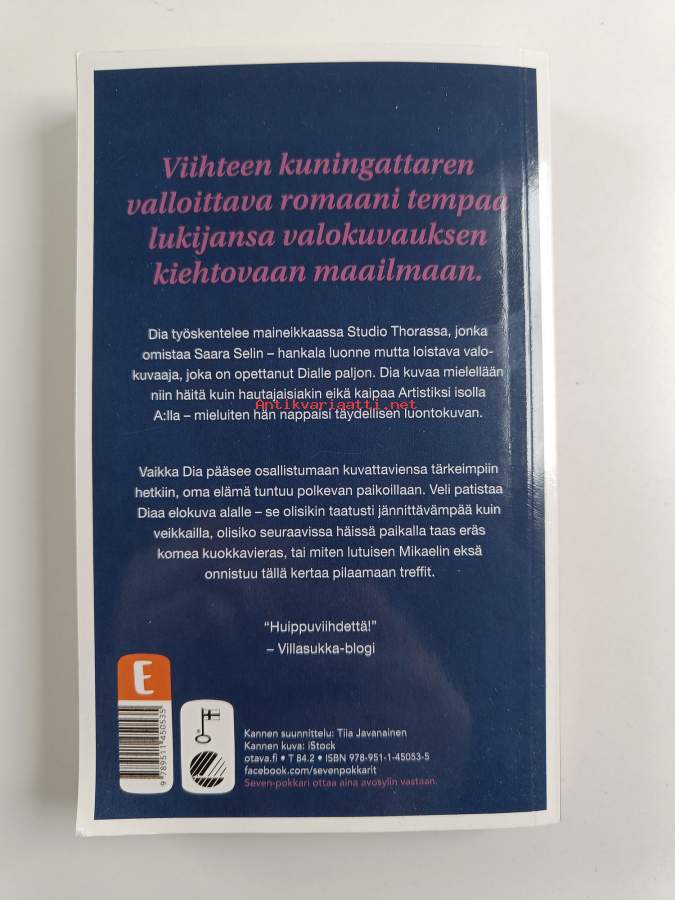 Viihteen kuningattaren
valloittava romaani tempaa
lukijansa valokuvauksen
kiehtovaan maailmaan.
Dia työskentelee maineikkaassa Studio Thorassa, jonka
omistaa Saara Selin – hankala luonne mutta loistava valo-
kuvaaja, joka on opettanut Dialle paljon. Dia kuvaa mielellään
niin häitä kuin hautajaisiakin eikä kaipaa Artistiksi isolla
Antikvariaatti.net
A:lla – mieluiten hän nappaisi täydellisen luontokuvan.
Vaikka Dia pääsee osallistumaan kuvattaviensa tärkeimpiin
hetkiin, oma elämä tuntuu polkevan paikoillaan. Veli patistaa
Diaa elokuva alalle – se olisikin taatusti jännittävämpää kuin
veikkailla, olisiko seuraavissa häissä paikalla taas eräs
komea kuokkavieras, tai miten lutuisen Mikaelin eksä
onnistuu tällä kertaa pilaamaan treffit.
“Huippuviihdettä!”
– Villasukka-blogi
E
9 789511 450535
Kannen suunnittelu: Tiia Javanainen
Kannen kuva: iStock
otava.fi • T 84.2 • ISBN 978-951-1-45053-5
facebook.com/sevenpokkarit
Seven-pokkari ottaa aina avosylin vastaan.